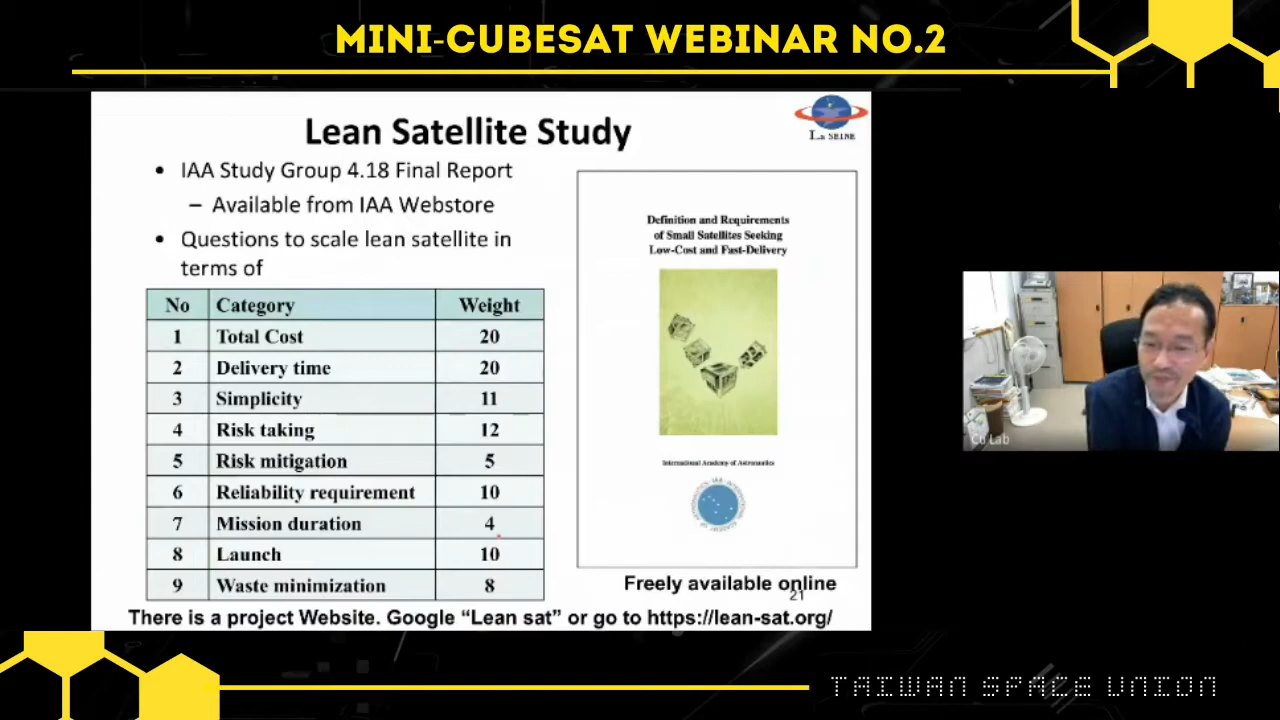 MINI-CUBESAT WEBINAR NO.2
Lean Satellite Study
La SEINE
• IAA Study Group 4.18 Final Report
– Available from IAA Webstore
• Questions to scale lean satellite in
terms of
No Category Weight
1 Total Cost 20
2 Delivery time 20
3 Simplicity 11
4 Risk taking 12
5 Risk mitigation 5
6 Reliability requirement 10
7 Mission duration 4
8 Launch 10
9 Waste minimization 8
Definition and Requirements
of Small Satellites Seeking
Low-Cost and Fast-Delivery
International Academy of Astronautics
Freely available online
21
There is a project Website. Google “Lean sat” or go to https://lean-sat.org/
TAIWAN SPACE UNION